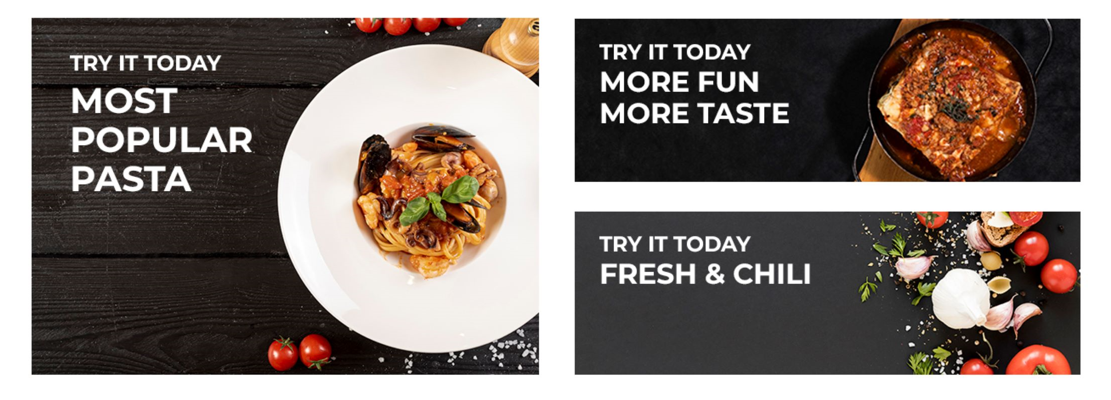 TRY IT TODAY
MOST
POPULAR
PASTA
TRY IT TODAY
MORE FUN
MORE TASTE
TRY IT TODAY
FRESH & CHILI